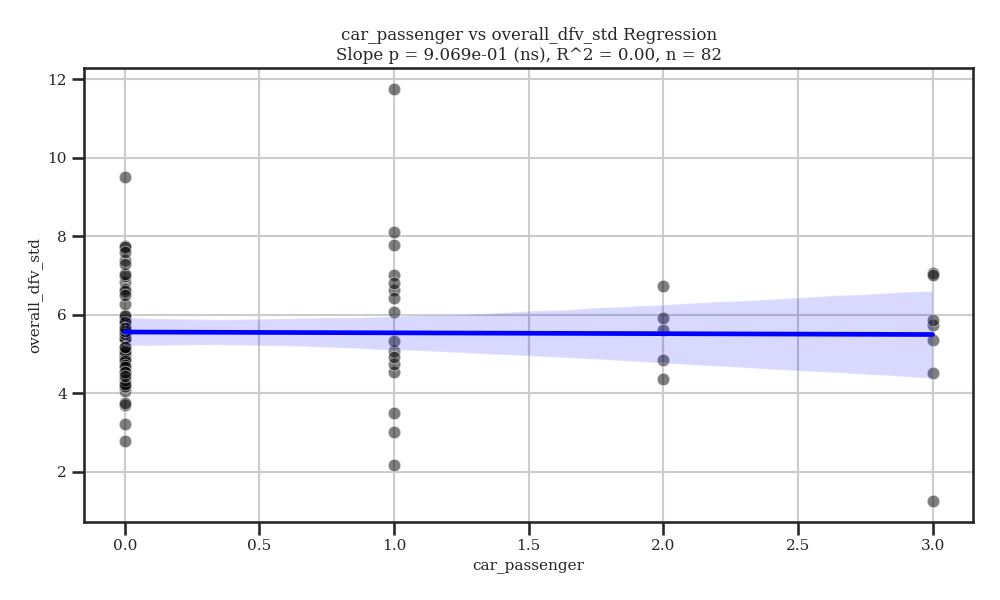 car_passenger vs overall_dfv_std Regression
Slope p = 9.069e-01 (ns), R^2 = 0.00, n = 82
overall_dfv_std
12
10
8
6
4
2
0.0 0.5 1.0 1.5 2.0 2.5 3.0
car_passenger